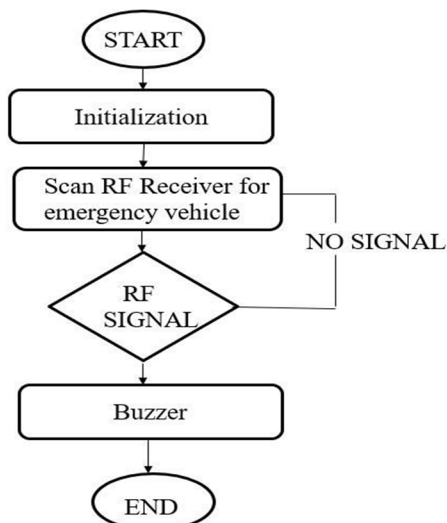 START
Initialization
Scan RF Receiver for
emergency vehicle
NO SIGNAL
RF
SIGNAL
Buzzer
END